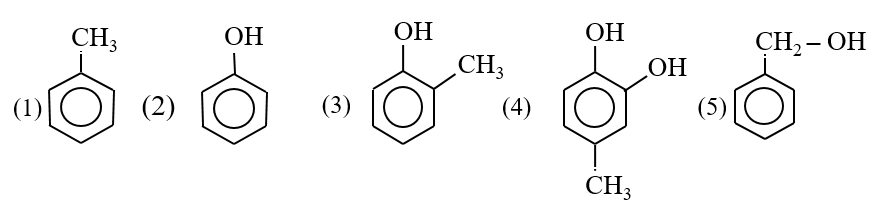 (1) CH₃
(2) OH
(3) OH CH₃
(4) OH OH CH₃
(5) CH₂–OH